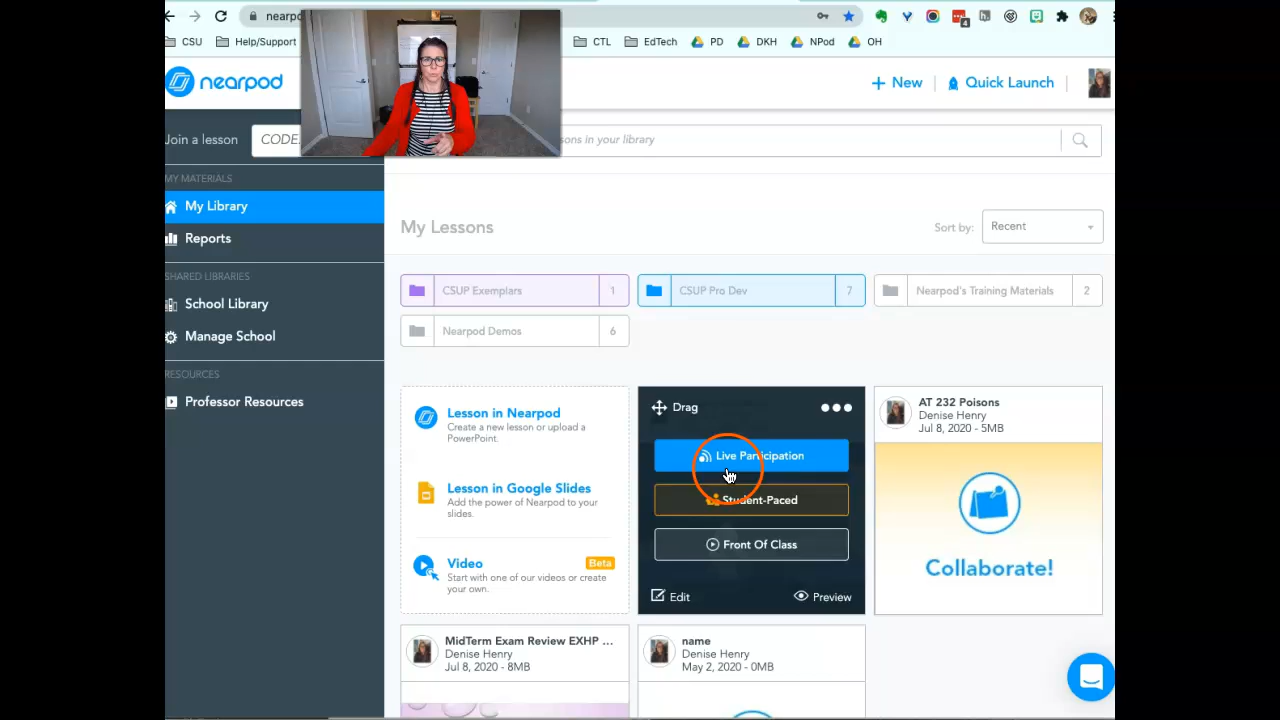 nearpo
4
CSU
Help/Support
CTL
EdTech
PD
DKH
NPod
OH
nearpod
+ New
Quick Launch
Join a lesson
CODE
sons in your library
MY MATERIALS
My Library
Reports
SHARED LIBRARIES
School Library
Manage School
RESOURCES
Professor Resources
My Lessons
Sort by:
Recent
CSUP Exemplars
1
CSUP Pro Dev
7
Nearpod's Training Materials
2
Nearpod Demos
6
Lesson in Nearpod
Create a new lesson or upload a
PowerPoint.
Lesson in Google Slides
Add the power of Nearpod to your
slides.
Video
Beta
Start with one of our videos or create
your own.
Drag
Live Participation
Student-Paced
Front Of Class
Edit
Preview
AT 232 Poisons
Denise Henry
Jul 8, 2020 - 5MB
Collaborate!
MidTerm Exam Review EXHP ...
Denise Henry
Jul 8, 2020 - 8MB
name
Denise Henry
May 2, 2020 - 0MB